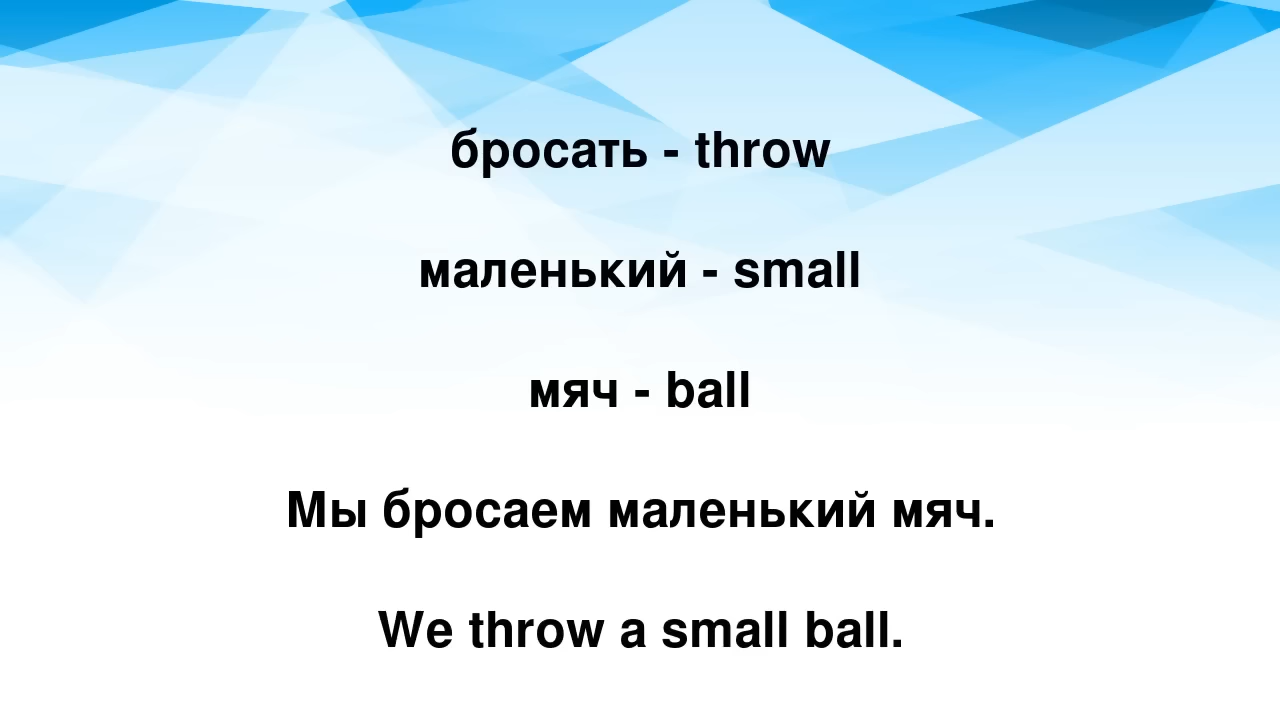 бросать - throw
маленький - small
мяч - ball
Мы бросаем маленький мяч.
We throw a small ball.